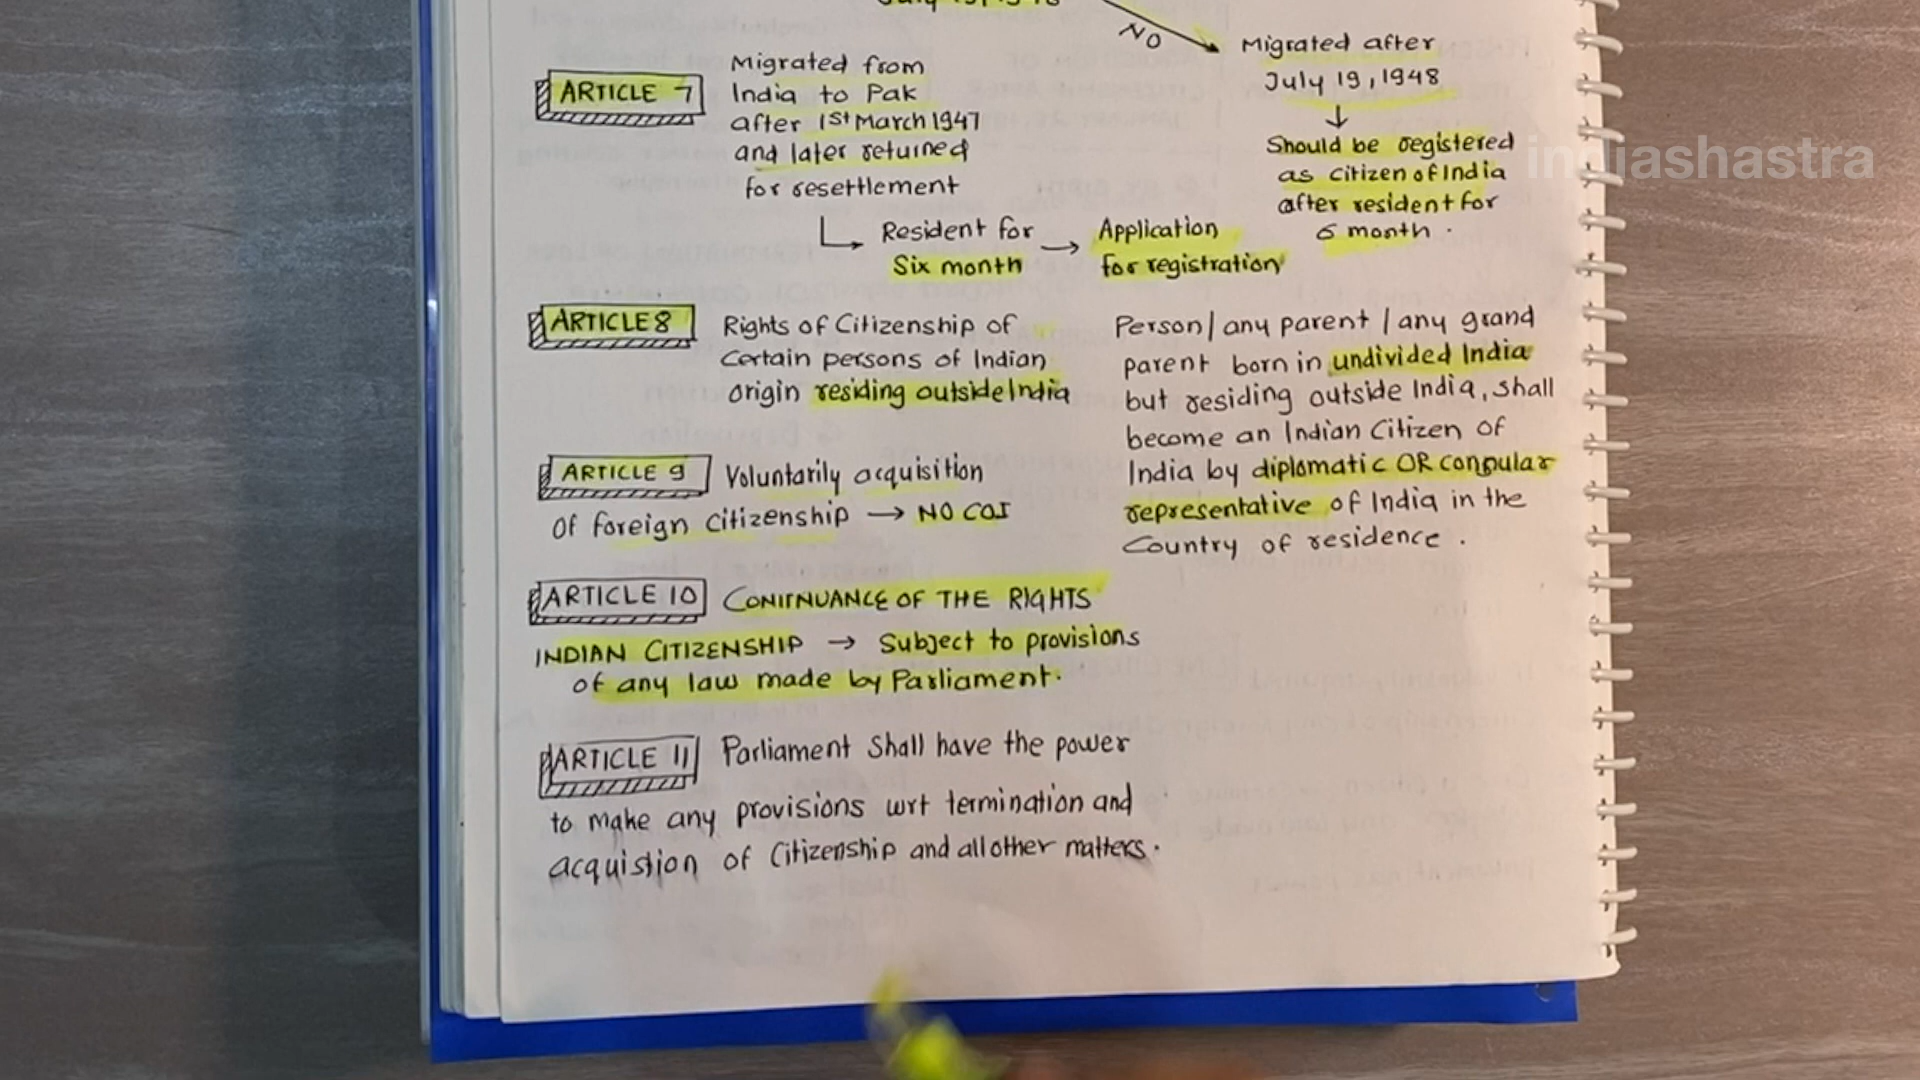 NO
Migrated after
July 19, 1948
Should be registered
as citizen of India
after resident for
6 month .
ARTICLE 7
Migrated from
India to Pak
after 1st March 1947
and later returned
for resettlement
Resident for
Six month
Application
for registration
ARTICLE 8
Rights of Citizenship of
Certain persons of Indian
origin residing outside India
Person / any parent / any grand
parent born in undivided India
but residing outside India, shall
become an Indian Citizen of
India by diplomatic OR conpular
representative of India in the
Country of residence .
ARTICLE 9 Voluntarily acquisition
of foreign citizenship → NO COI
ARTICLE 10 CONITNUANCE OF THE RIGHTS
INDIAN CITIZENSHIP → Subject to provisions
of any law made by Parliament.
ARTICLE 11 Parliament Shall have the power
to make any provisions wrt termination and
acquistion of Citizenship and all other matters.
indiashastra